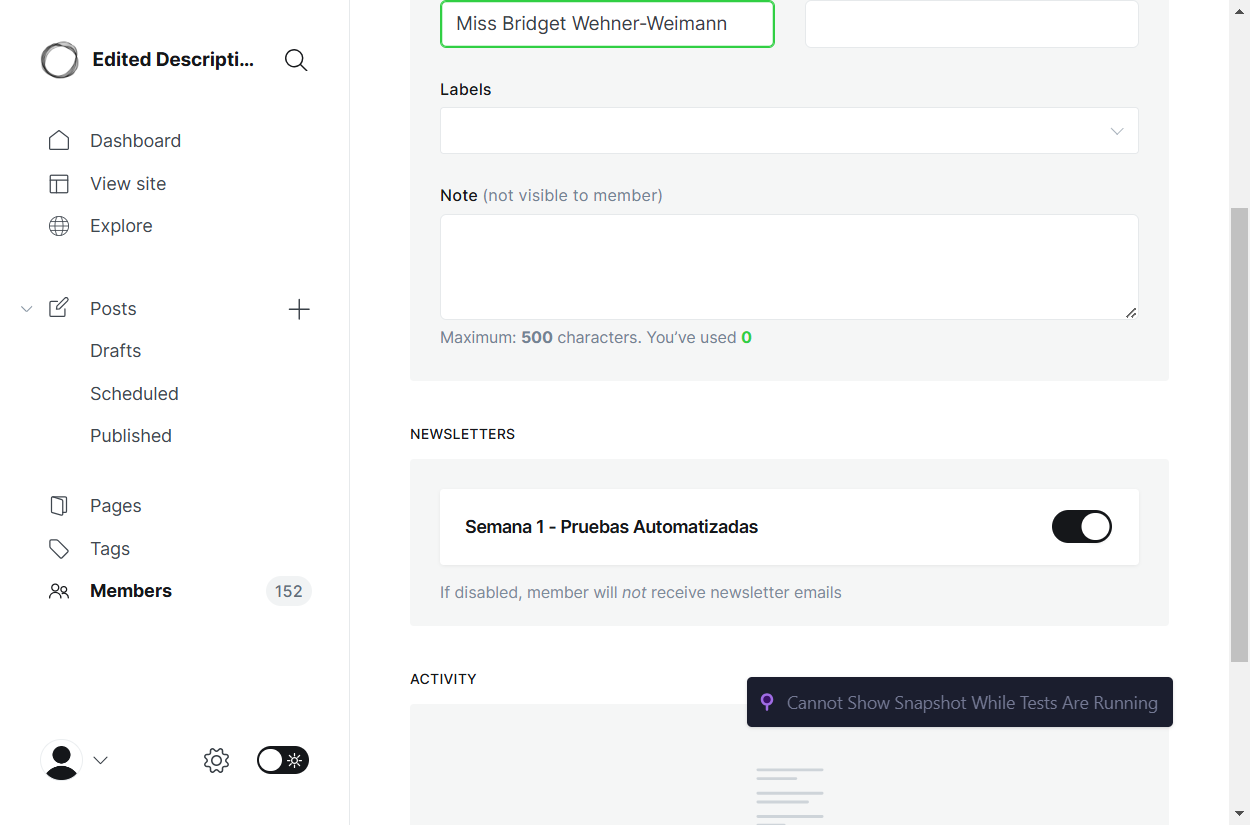 Edited Descripti...
Dashboard
View site
Explore
Posts
Drafts
Scheduled
Published
Pages
Tags
Members 152
Miss Bridget Wehner-Weimann
Labels
Note (not visible to member)
Maximum: 500 characters. You’ve used 0
NEWSLETTERS
Semana 1 - Pruebas Automatizadas
If disabled, member will not receive newsletter emails
ACTIVITY
Cannot Show Snapshot While Tests Are Running